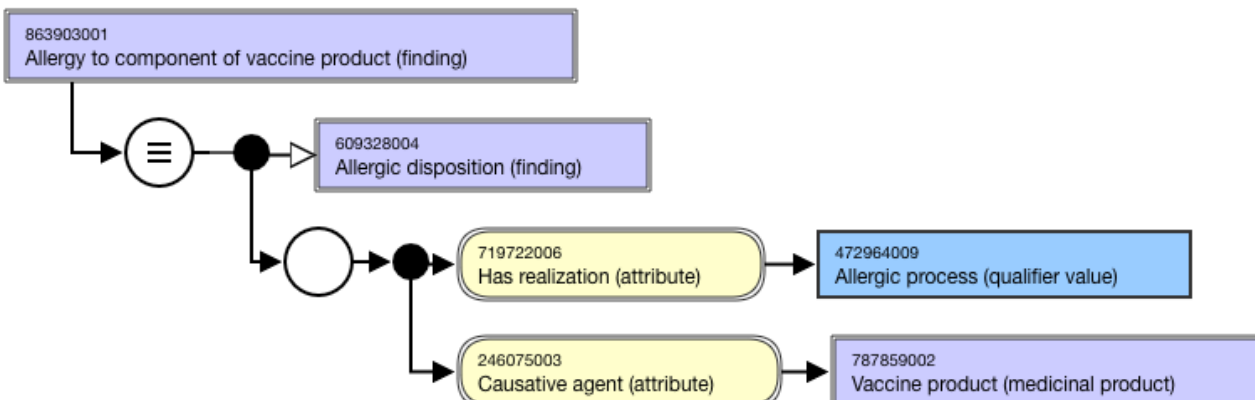 863903001
Allergy to component of vaccine product (finding)
609328004
Allergic disposition (finding)
719722006
Has realization (attribute)
472964009
Allergic process (qualifier value)
246075003
Causative agent (attribute)
787859002
Vaccine product (medicinal product)